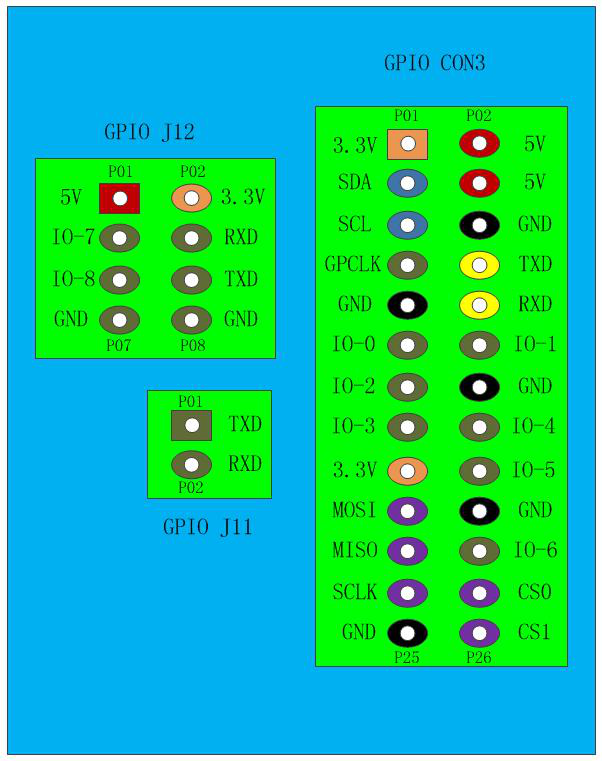 GPIO CON3
P01 P02
3.3V 5V
SDA 5V
SCL GND
GPCLK TXD
GND RXD
IO-0 IO-1
IO-2 GND
IO-3 IO-4
3.3V IO-5
MOSI GND
MISO IO-6
SCLK CS0
GND CS1
P25 P26
GPIO J12
P01 P02
5V 3.3V
IO-7 RXD
IO-8 TXD
GND GND
P07 P08
P01
TXD
RXD
P02
GPIO J11